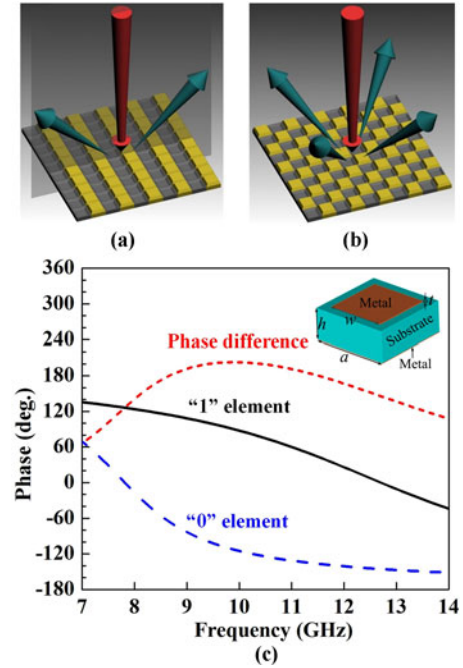 (a)
(b)
360
300
240
180
120
60
0
-60
-120
-180
Phase (deg.)
Metal
t
h
w
Substrate
a
Metal
Phase difference
“1” element
“0” element
7
8
9
10
11
12
13
14
Frequency (GHz)
(c)